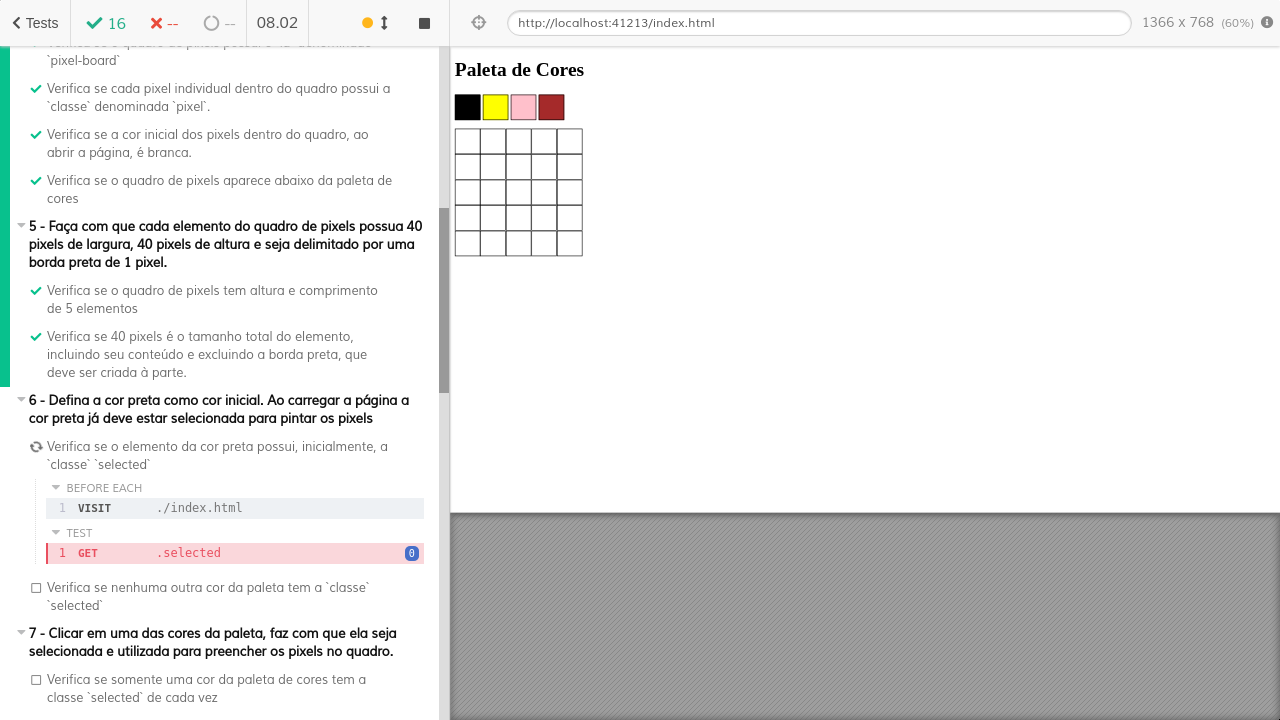 Tests 16 -- -- 08.02 http://localhost:41213/index.html 1366 x 768 (60%)
`pixel-board`
Verifica se cada pixel individual dentro do quadro possui a
`classe` denominada `pixel`.
Verifica se a cor inicial dos pixels dentro do quadro, ao
abrir a página, é branca.
Verifica se o quadro de pixels aparece abaixo da paleta de
cores
5 - Faça com que cada elemento do quadro de pixels possua 40
pixels de largura, 40 pixels de altura e seja delimitado por uma
borda preta de 1 pixel.
Verifica se o quadro de pixels tem altura e comprimento
de 5 elementos
Verifica se 40 pixels é o tamanho total do elemento,
incluindo seu conteúdo e excluindo a borda preta, que
deve ser criada à parte.
6 - Defina a cor preta como cor inicial. Ao carregar a página a
cor preta já deve estar selecionada para pintar os pixels
Verifica se o elemento da cor preta possui, inicialmente, a
`classe` `selected`
BEFORE EACH
1 VISIT ./index.html
TEST
1 GET .selected 0
Verifica se nenhuma outra cor da paleta tem a `classe`
`selected`
7 - Clicar em uma das cores da paleta, faz com que ela seja
selecionada e utilizada para preencher os pixels no quadro.
Verifica se somente uma cor da paleta de cores tem a
classe `selected` de cada vez
Paleta de Cores